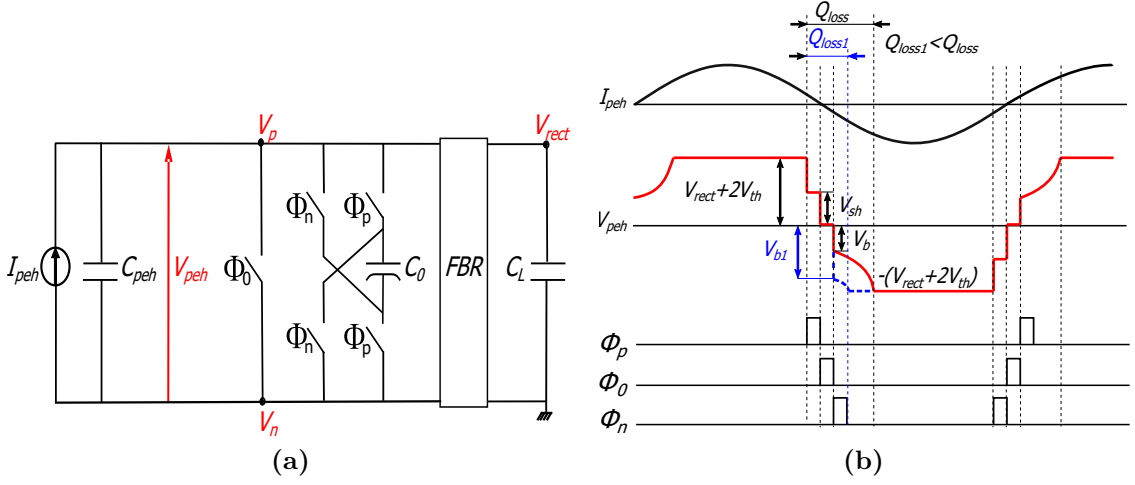 V_p
V_rect
Φ_n
Φ_p
I_peh
C_peh
V_peh
Φ_0
C_0
FBR
C_L
Φ_n
Φ_p
V_n
(a)
Q_loss
Q_loss1
Q_loss1<Q_loss
I_peh
V_rect+2V_th
V_sh
V_peh
V_b1
V_b
-(V_rect+2V_th)
Φ_p
Φ_0
Φ_n
(b)